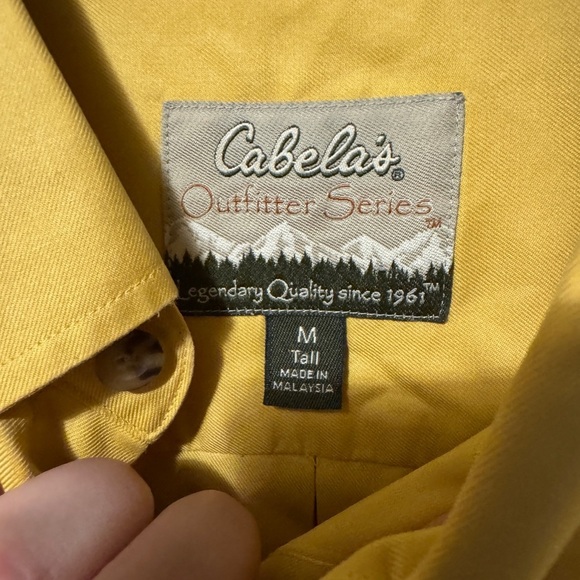 Cabela's®
Outfitter Series™
Legendary Quality since 1961™
M
Tall
MADE IN
MALAYSIA